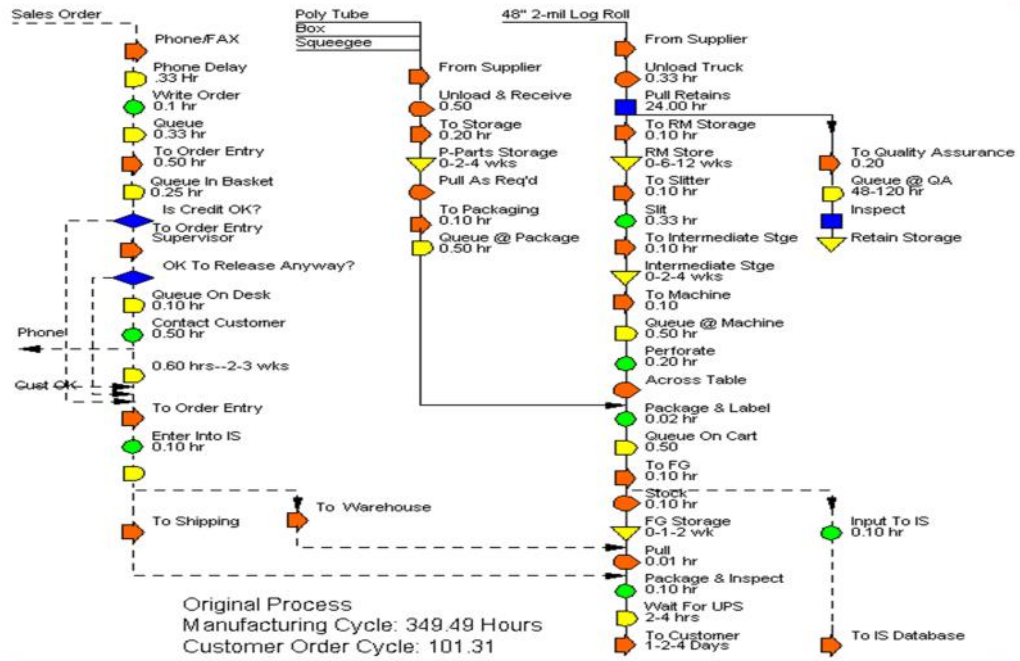 Sales Order
Phone/FAX
Phone Delay
.33 Hr
Write Order
0.1 hr
Queue
0.33 hr
To Order Entry
0.50 hr
Queue In Basket
0.25 hr
Is Credit OK?
To Order Entry
Supervisor
OK To Release Anyway?
Queue On Desk
0.10 hr
Contact Customer
0.50 hr
Phone
0.60 hrs--2-3 wks
Cust OK
To Order Entry
Enter Into IS
0.10 hr
To Shipping
To Warehouse
Poly Tube
Box
Squeegee
From Supplier
Unload & Receive
0.50
To Storage
0.20 hr
P-Parts Storage
0-2-4 wks
Pull As Req'd
To Packaging
0.10 hr
Queue @ Package
0.50 hr
48" 2-mil Log Roll
From Supplier
Unload Truck
0.33 hr
Pull Retains
24.00 hr
To RM Storage
0.10 hr
RM Store
0-6-12 wks
To Slitter
0.10 hr
Slit
0.33 hr
To Intermediate Stge
0.10 hr
Intermediate Stge
0-2-4 wks
To Machine
0.10
Queue @ Machine
0.50 hr
Perforate
0.20 hr
Across Table
Package & Label
0.02 hr
Queue On Cart
0.50
To FG
0.10 hr
Stock
0.10 hr
FG Storage
0-1-2 wk
Pull
0.01 hr
Package & Inspect
0.10 hr
Wait For UPS
2-4 hrs
To Customer
1-2-4 Days
To Quality Assurance
0.20
Queue @ QA
48-120 hr
Inspect
Retain Storage
Input To IS
0.10 hr
To IS Database
Original Process
Manufacturing Cycle: 349.49 Hours
Customer Order Cycle: 101.31